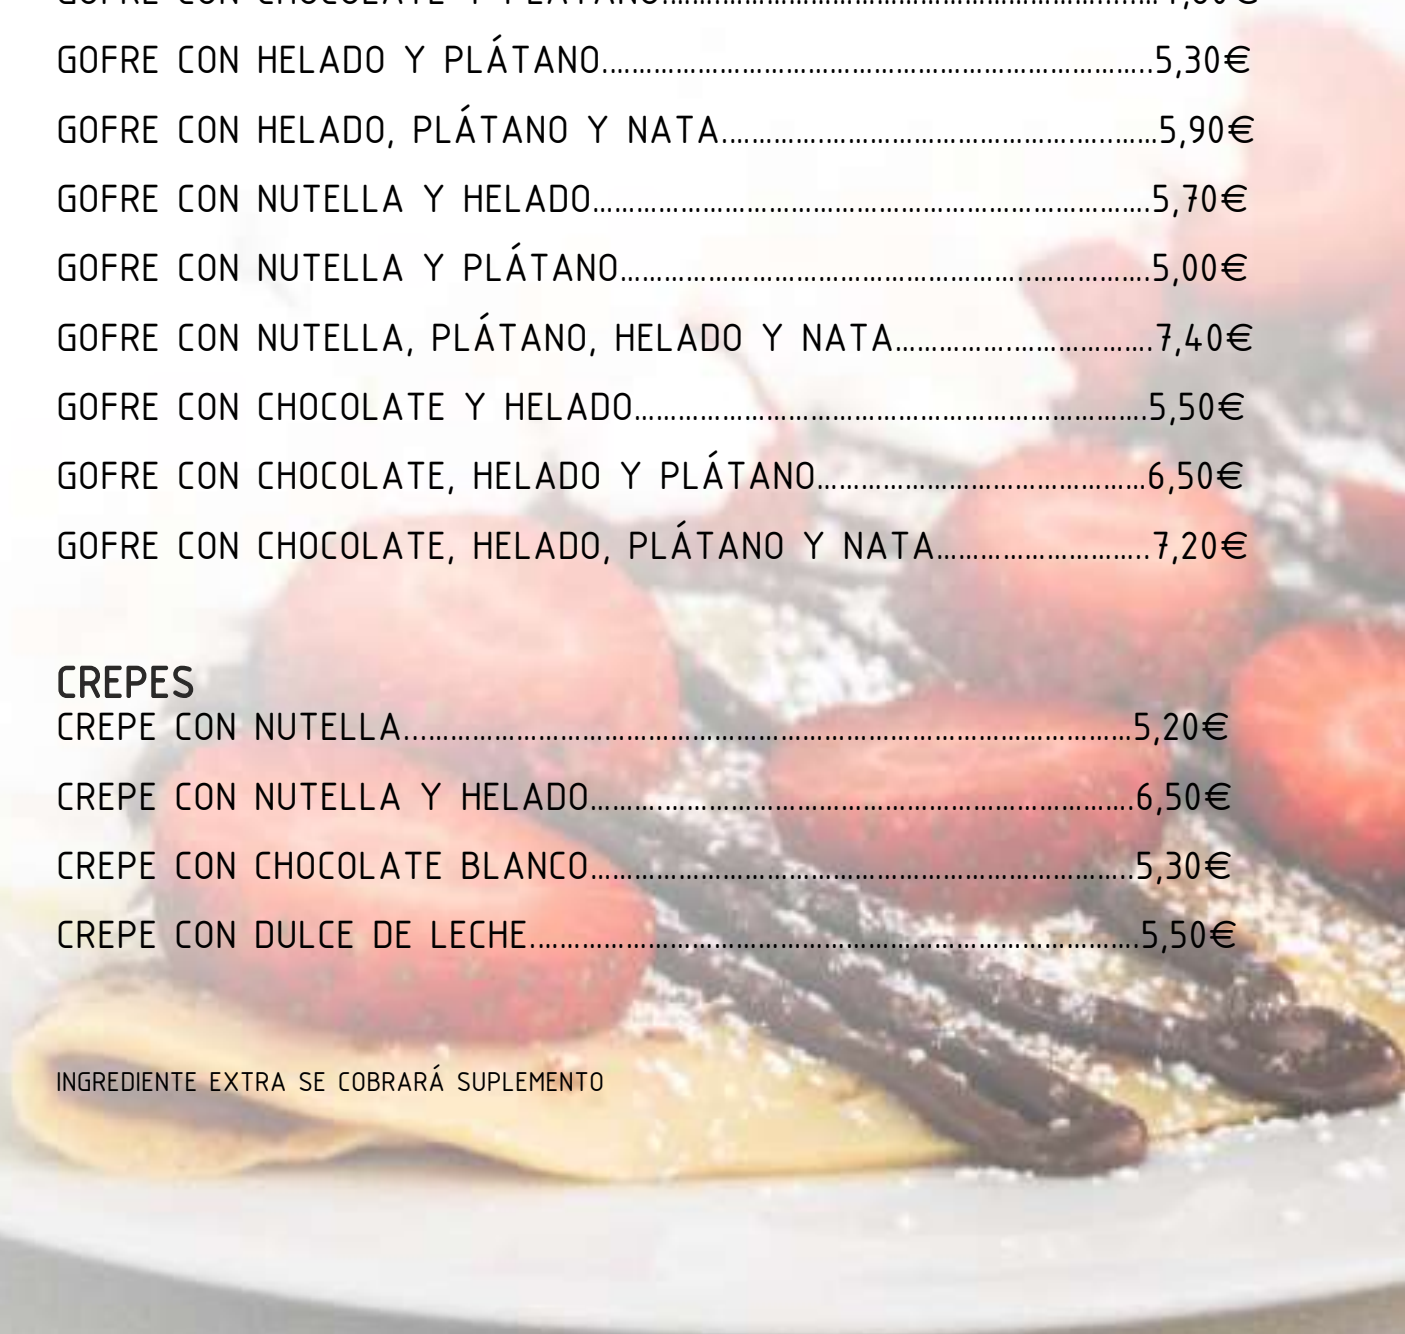 GOFRE CON CHOCOLATE Y PLÁTANO
GOFRE CON HELADO Y PLÁTANO........5,30€
GOFRE CON HELADO, PLÁTANO Y NATA........5,90€
GOFRE CON NUTELLA Y HELADO........5,70€
GOFRE CON NUTELLA Y PLÁTANO........5,00€
GOFRE CON NUTELLA, PLÁTANO, HELADO Y NATA........7,40€
GOFRE CON CHOCOLATE Y HELADO........5,50€
GOFRE CON CHOCOLATE, HELADO Y PLÁTANO........6,50€
GOFRE CON CHOCOLATE, HELADO, PLÁTANO Y NATA........7,20€
CREPES
CREPE CON NUTELLA........5,20€
CREPE CON NUTELLA Y HELADO........6,50€
CREPE CON CHOCOLATE BLANCO........5,30€
CREPE CON DULCE DE LECHE........5,50€
INGREDIENTE EXTRA SE COBRARÁ SUPLEMENTO